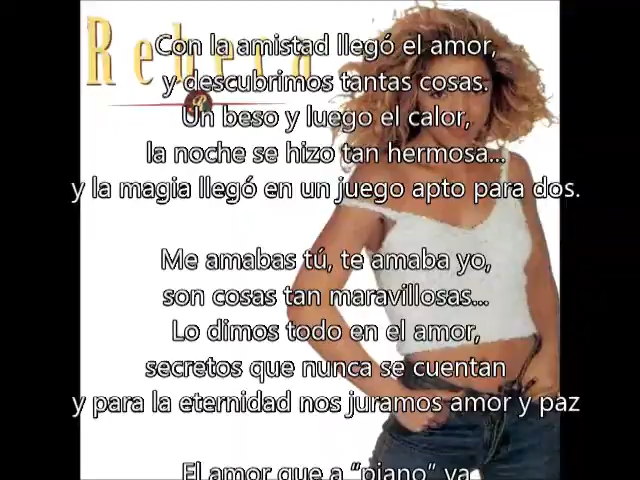 Rebeca
R
Con la amistad llegó el amor,
y descubrimos tantas cosas.
Un beso y luego el calor,
la noche se hizo tan hermosa...
y la magia llegó en un juego apto para dos.
Me amabas tú, te amaba yo,
son cosas tan maravillosas...
Lo dimos todo en el amor,
secretos que nunca se cuentan
y para la eternidad nos juramos amor y paz
El amor que a “piano” va